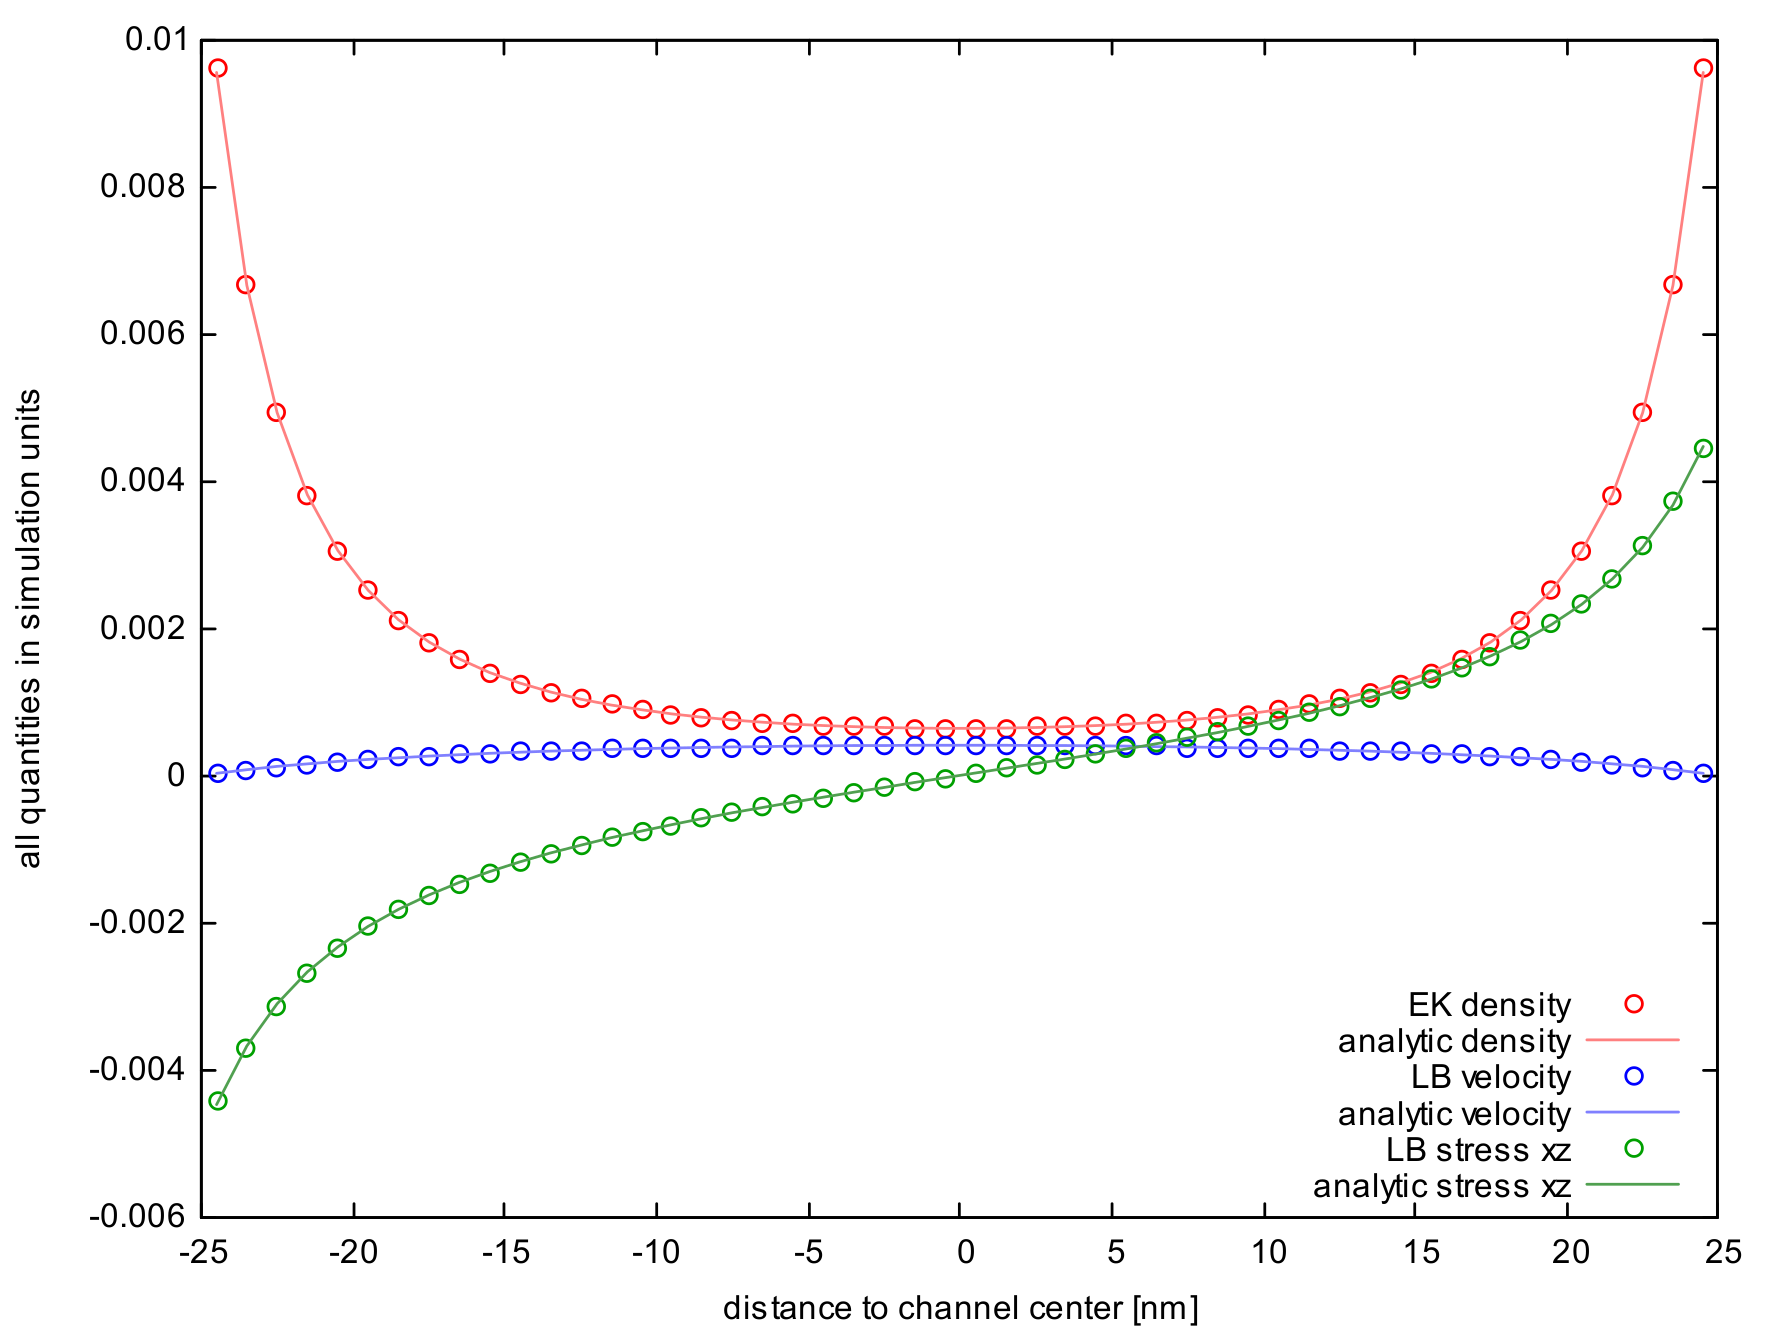 0.01
0.008
0.006
0.004
0.002
0
-0.002
-0.004
-0.006
all quantities in simulation units
EK density
analytic density
LB velocity
analytic velocity
LB stress xz
analytic stress xz
-25 -20 -15 -10 -5 0 5 10 15 20 25
distance to channel center [nm]